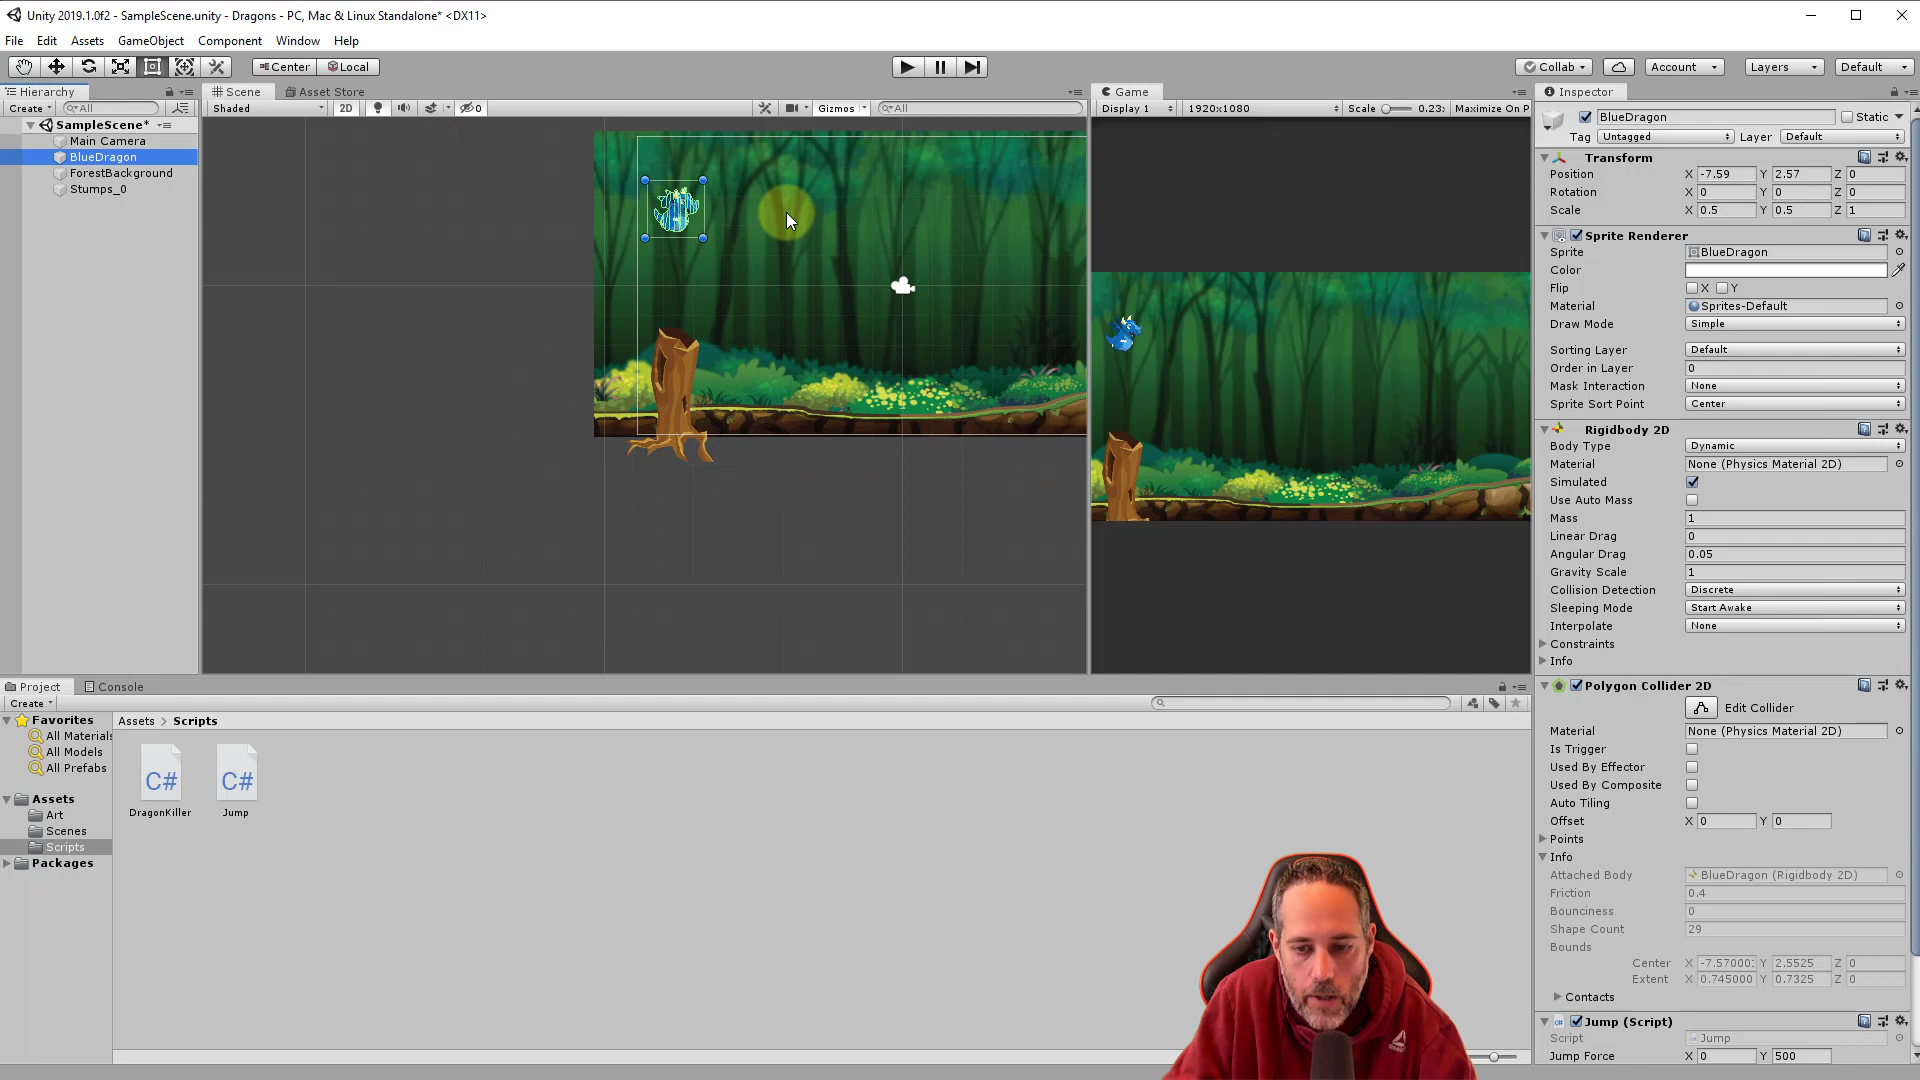 Unity 2019.1.0f2 - SampleScene.unity - Dragons - PC, Mac & Linux Standalone* <DX11>
File Edit Assets GameObject Component Window Help
Center Local Collab Account Layers Default
Hierarchy
Create All
SampleScene*
Main Camera
BlueDragon
ForestBackground
Stumps_0
Scene Asset Store
Shaded 2D 0 Gizmos All
Game
Display 1 1920x1080 Scale 0.23: Maximize On P
Inspector
BlueDragon Static
Tag Untagged Layer Default
Transform
Position X -7.59 Y 2.57 Z 0
Rotation X 0 Y 0 Z 0
Scale X 0.5 Y 0.5 Z 1
Sprite Renderer
Sprite BlueDragon
Color
Flip X Y
Material Sprites-Default
Draw Mode Simple
Sorting Layer Default
Order in Layer 0
Mask Interaction None
Sprite Sort Point Center
Rigidbody 2D
Body Type Dynamic
Material None (Physics Material 2D)
Simulated
Use Auto Mass
Mass 1
Linear Drag 0
Angular Drag 0.05
Gravity Scale 1
Collision Detection Discrete
Sleeping Mode Start Awake
Interpolate None
Constraints
Info
Polygon Collider 2D
Edit Collider
Material None (Physics Material 2D)
Is Trigger
Used By Effector
Used By Composite
Auto Tiling
Offset X 0 Y 0
Points
Info
Attached Body BlueDragon (Rigidbody 2D)
Friction 0.4
Bounciness 0
Shape Count 29
Bounds
Center X -7.57000: Y 2.5525 Z 0
Extent X 0.745000 Y 0.7325 Z 0
Contacts
Jump (Script)
Script Jump
Jump Force X 0 Y 500
Project Console
Create
Favorites
All Materials
All Models
All Prefabs
Assets
Art
Scenes
Scripts
Packages
Assets > Scripts
C# C#
DragonKiller Jump